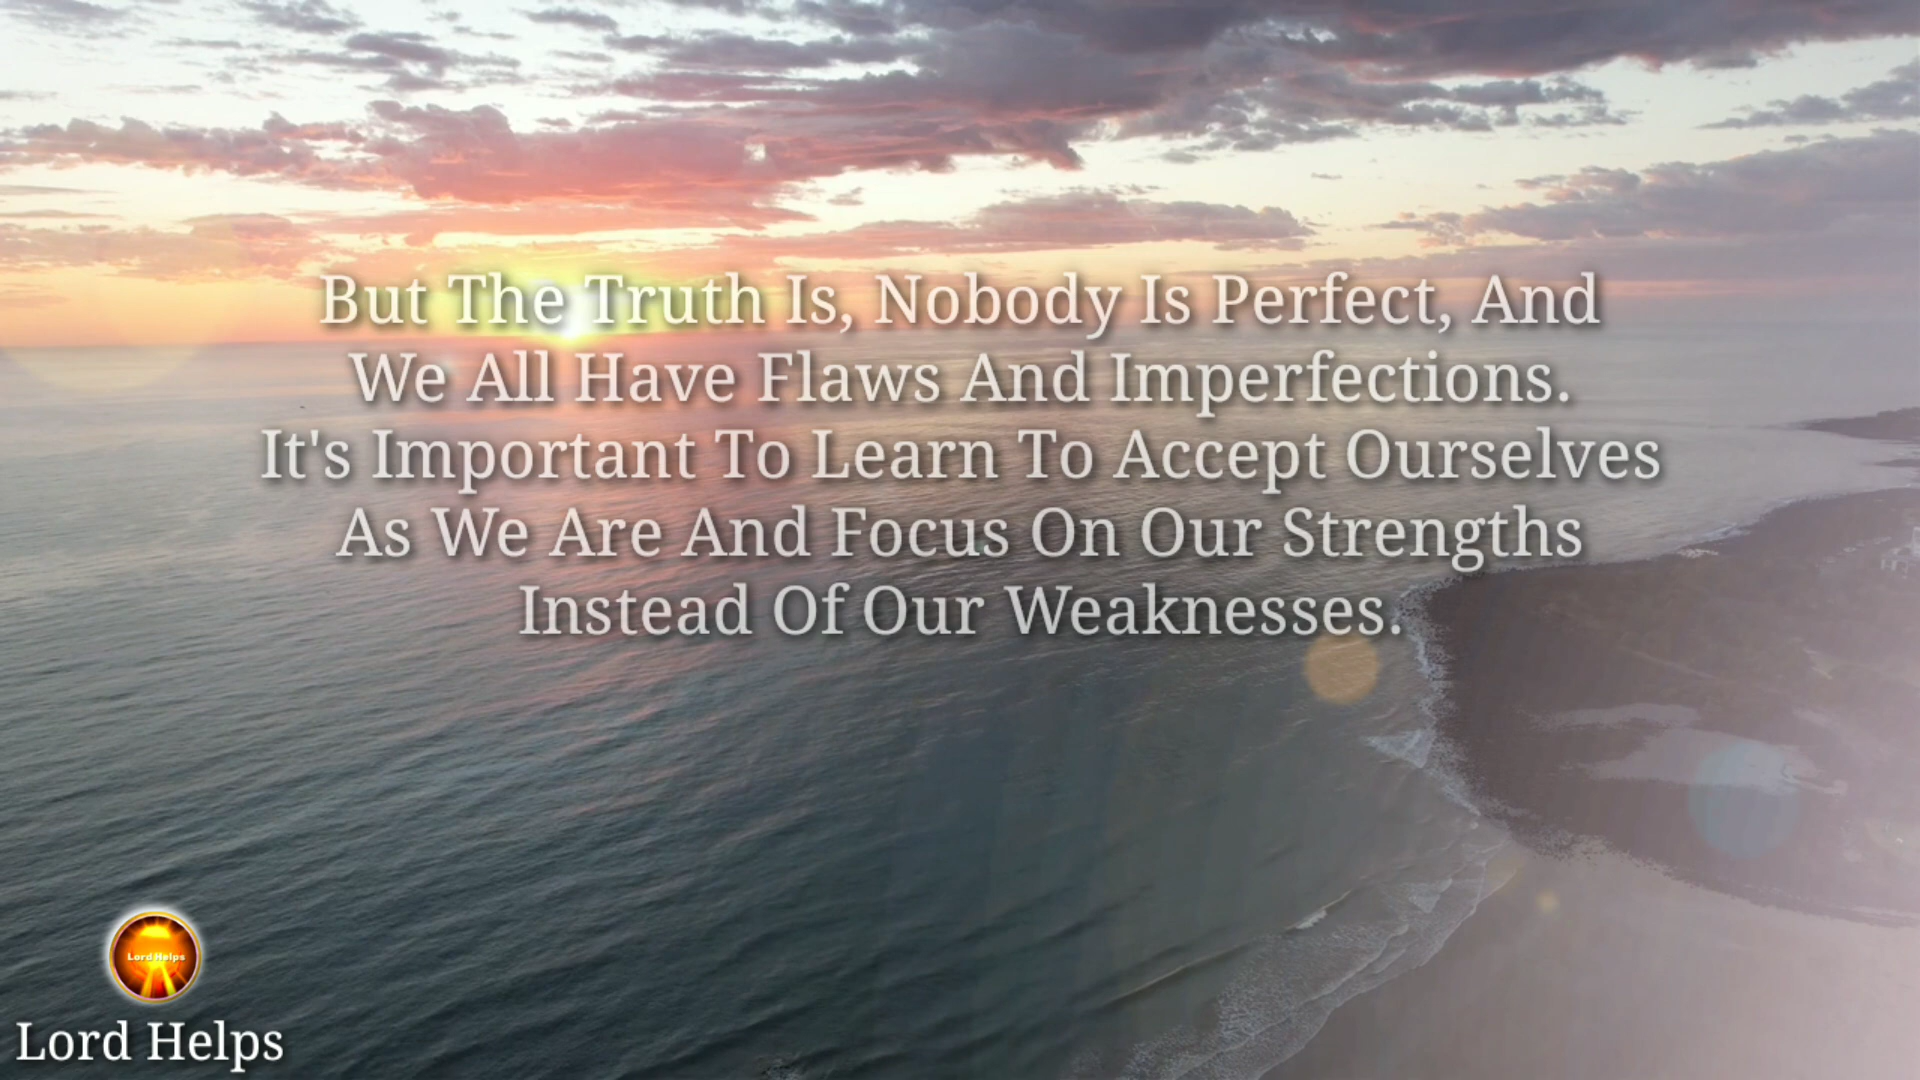 But The Truth Is, Nobody Is Perfect, And
We All Have Flaws And Imperfections.
It's Important To Learn To Accept Ourselves
As We Are And Focus On Our Strengths
Instead Of Our Weaknesses.
Lord Helps
Lord Helps